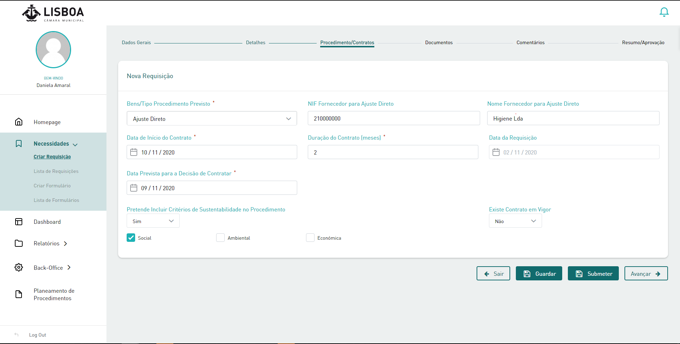 LISBOA
CÂMARA MUNICIPAL
Daniela Amaral
Homepage
Necessidades
Criar Requisição
Lista de Requisições
Criar Formulário
Lista de Formulários
Dashboard
Relatórios
Back-Office
Planeamento de
Procedimentos
Log Out
Dados Gerais
Detalhes
Procedimento/Contratos
Documentos
Comentários
Resumo/Aprovação
Nova Requisição
Bens/Tipo Procedimento Previsto *
Ajuste Direto
NIF Fornecedor para Ajuste Direto
210000000
Nome Fornecedor para Ajuste Direto
Higiene Lda
Data de Inicio do Contrato *
10 / 11 / 2020
Duração do Contrato (meses) *
2
Data da Requisição
02 / 11 / 2020
Data Prevista para a Decisão de Contratar *
09 / 11 / 2020
Pretende Incluir Critérios de Sustentabilidade no Procedimento
Sim
Existe Contrato em Vigor
Não
Social
Ambiental
Económica
Sair
Guardar
Submeter
Avançar